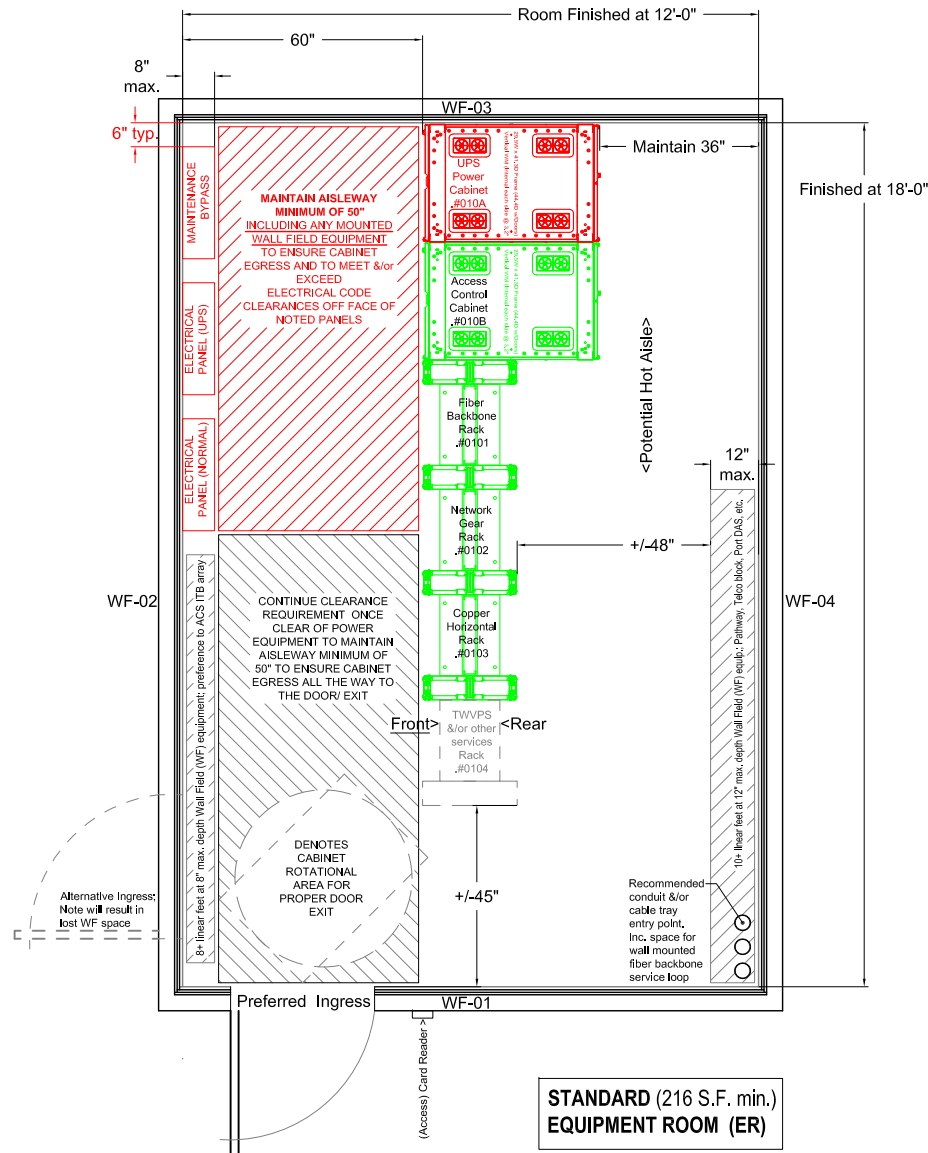 Room Finished at 12'-0"
60"
8"
max.
WF-03
6" typ.
Maintain 36"
Finished at 18'-0"
MAINTENANCE
BYPASS
ELECTRICAL
PANEL (UPS)
ELECTRICAL
PANEL (NORMAL)
MAINTAIN AISLEWAY
MINIMUM OF 50"
INCLUDING ANY MOUNTED
WALL FIELD EQUIPMENT
TO ENSURE CABINET
EGRESS AND TO MEET &/or
EXCEED
ELECTRICAL CODE
CLEARANCES OFF FACE OF
NOTED PANELS
UPS
Power
Cabinet
.#010A
Access
Control
Cabinet
.#010B
Fiber
Backbone
Rack
.#0101
Network
Gear
Rack
.#0102
Copper
Horizontal
Rack
.#0103
TWVPS
&/or other
services
Rack
.#0104
Front>
<Rear
<Potential Hot Aisle>
12"
max.
+/-48"
WF-02
WF-04
CONTINUE CLEARANCE
REQUIREMENT ONCE
CLEAR OF POWER
EQUIPMENT TO MAINTAIN
AISLEWAY MINIMUM OF
50" TO ENSURE CABINET
EGRESS ALL THE WAY TO
THE DOOR/ EXIT
8+ linear feet at 8" max. depth Wall Field (WF) equipment; preference to ACS ITB array
10+ linear feet at 12" max. depth Wall Field (WF) equip.; Pathway, Telco block, Port DAS, etc.
DENOTES
CABINET
ROTATIONAL
AREA FOR
PROPER DOOR
EXIT
+/-45"
Alternative Ingress;
Note will result in
lost WF space
Recommended
conduit &/or
cable tray
entry point.
Inc. space for
wall mounted
fiber backbone
service loop
Preferred Ingress
WF-01
(Access) Card Reader >
STANDARD (216 S.F. min.)
EQUIPMENT ROOM (ER)